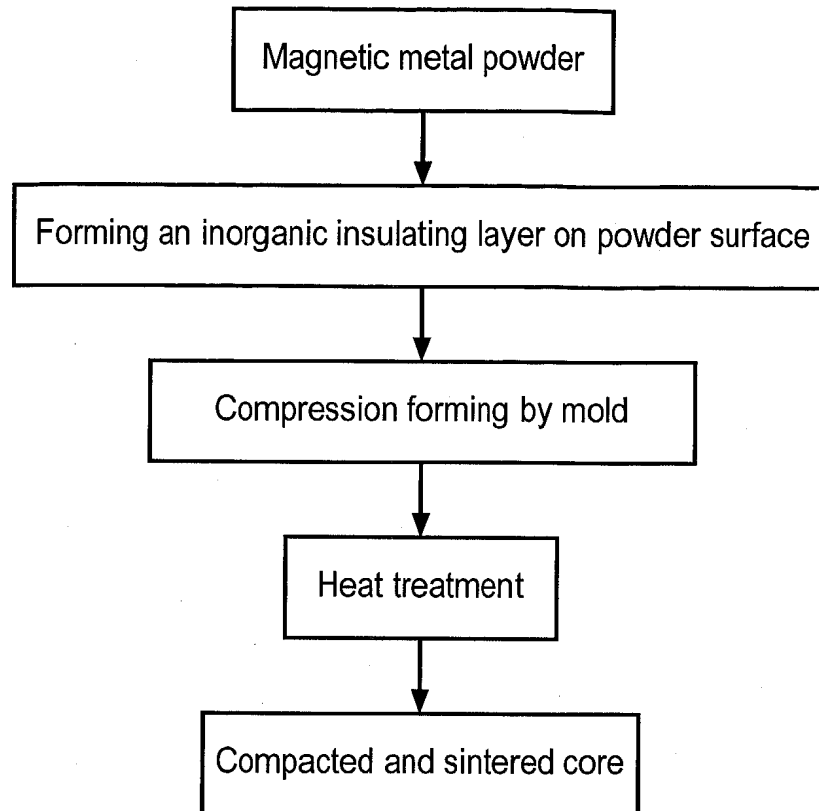 Magnetic metal powder
Forming an inorganic insulating layer on powder surface
Compression forming by mold
Heat treatment
Compacted and sintered core